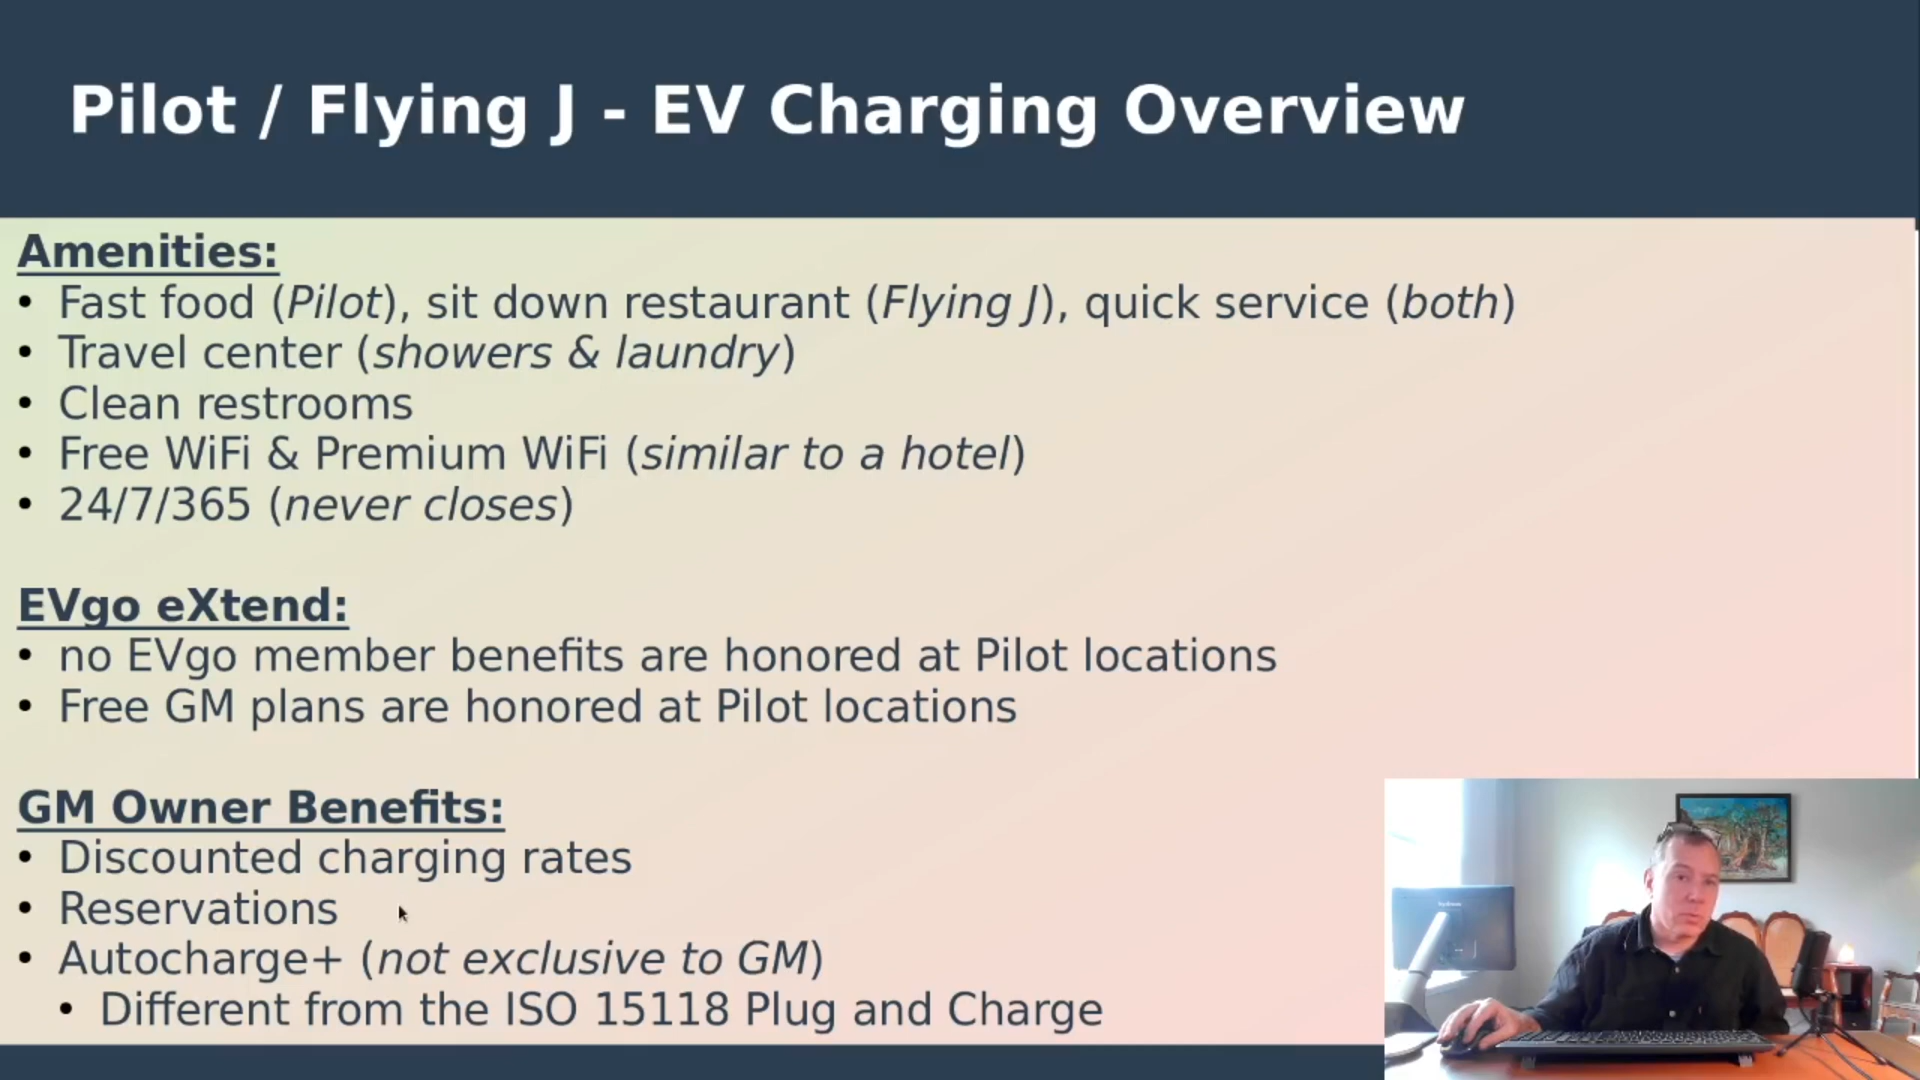 Pilot / Flying J - EV Charging Overview
Amenities:
• Fast food (Pilot), sit down restaurant (Flying J), quick service (both)
• Travel center (showers & laundry)
• Clean restrooms
• Free WiFi & Premium WiFi (similar to a hotel)
• 24/7/365 (never closes)
EVgo eXtend:
• no EVgo member benefits are honored at Pilot locations
• Free GM plans are honored at Pilot locations
GM Owner Benefits:
• Discounted charging rates
• Reservations
• Autocharge+ (not exclusive to GM)
• Different from the ISO 15118 Plug and Charge